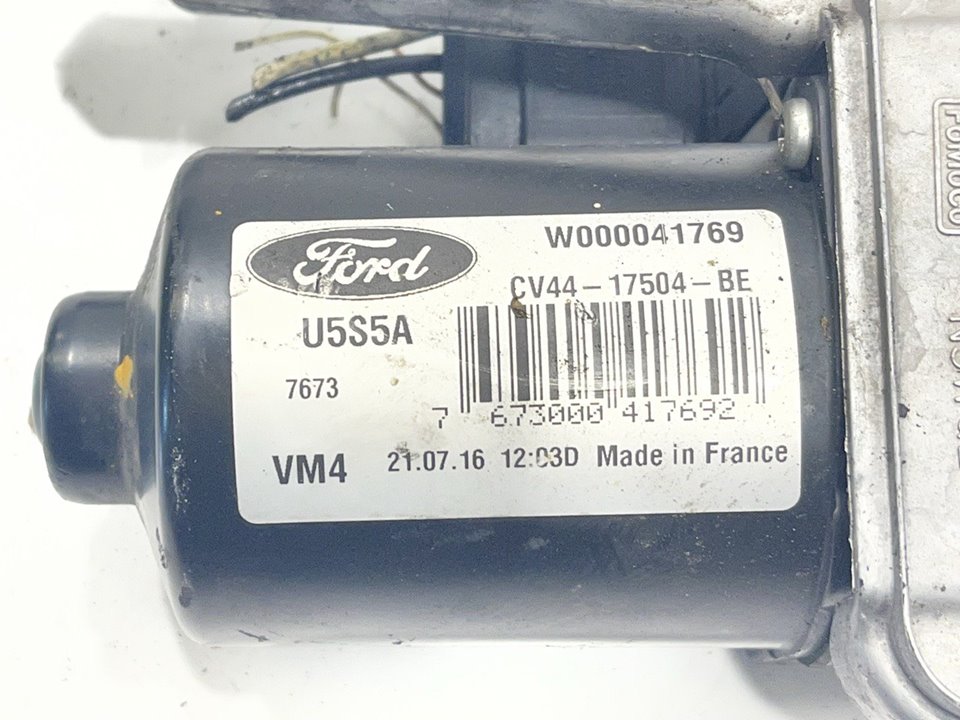 Ford
W000041769
CV44-17504-BE
U5S5A
7673
7 673000 417692
VM4 21.07.16 12:03D Made in France
FoMoCo